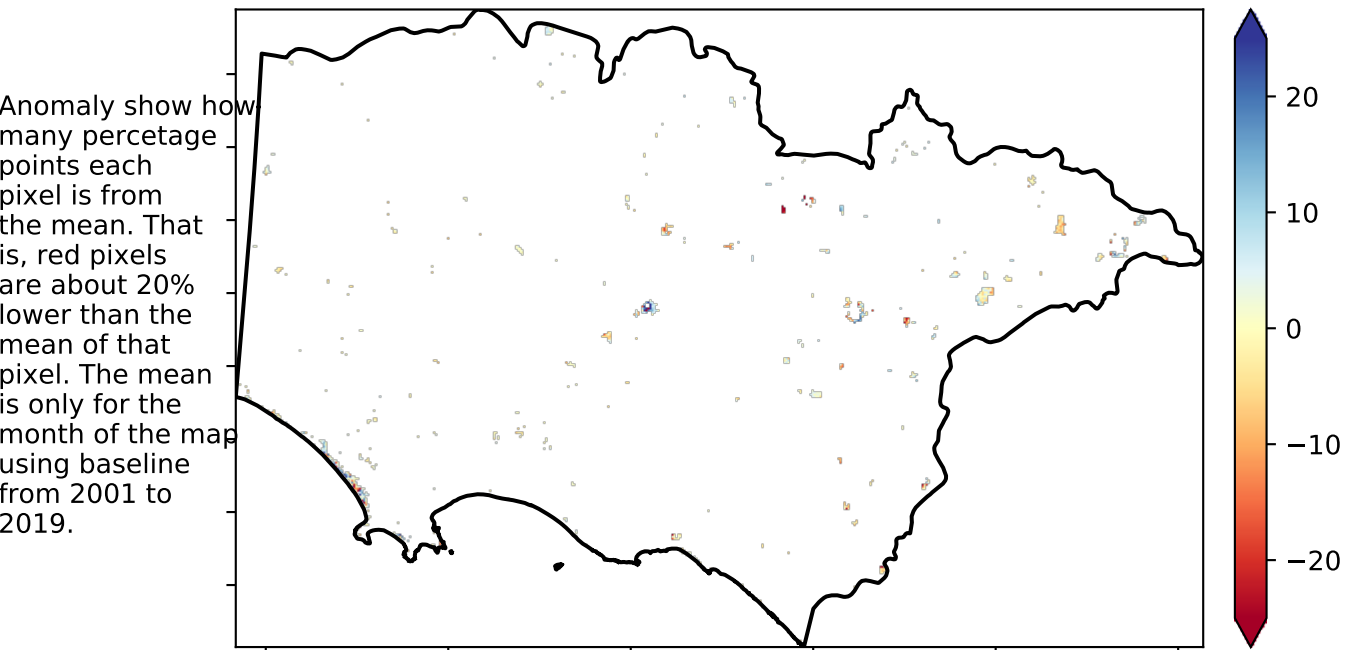 Anomaly show how
many percetage
points each
pixel is from
the mean. That
is, red pixels
are about 20%
lower than the
mean of that
pixel. The mean
is only for the
month of the map
using baseline
from 2001 to
2019.
20
10
0
−10
−20